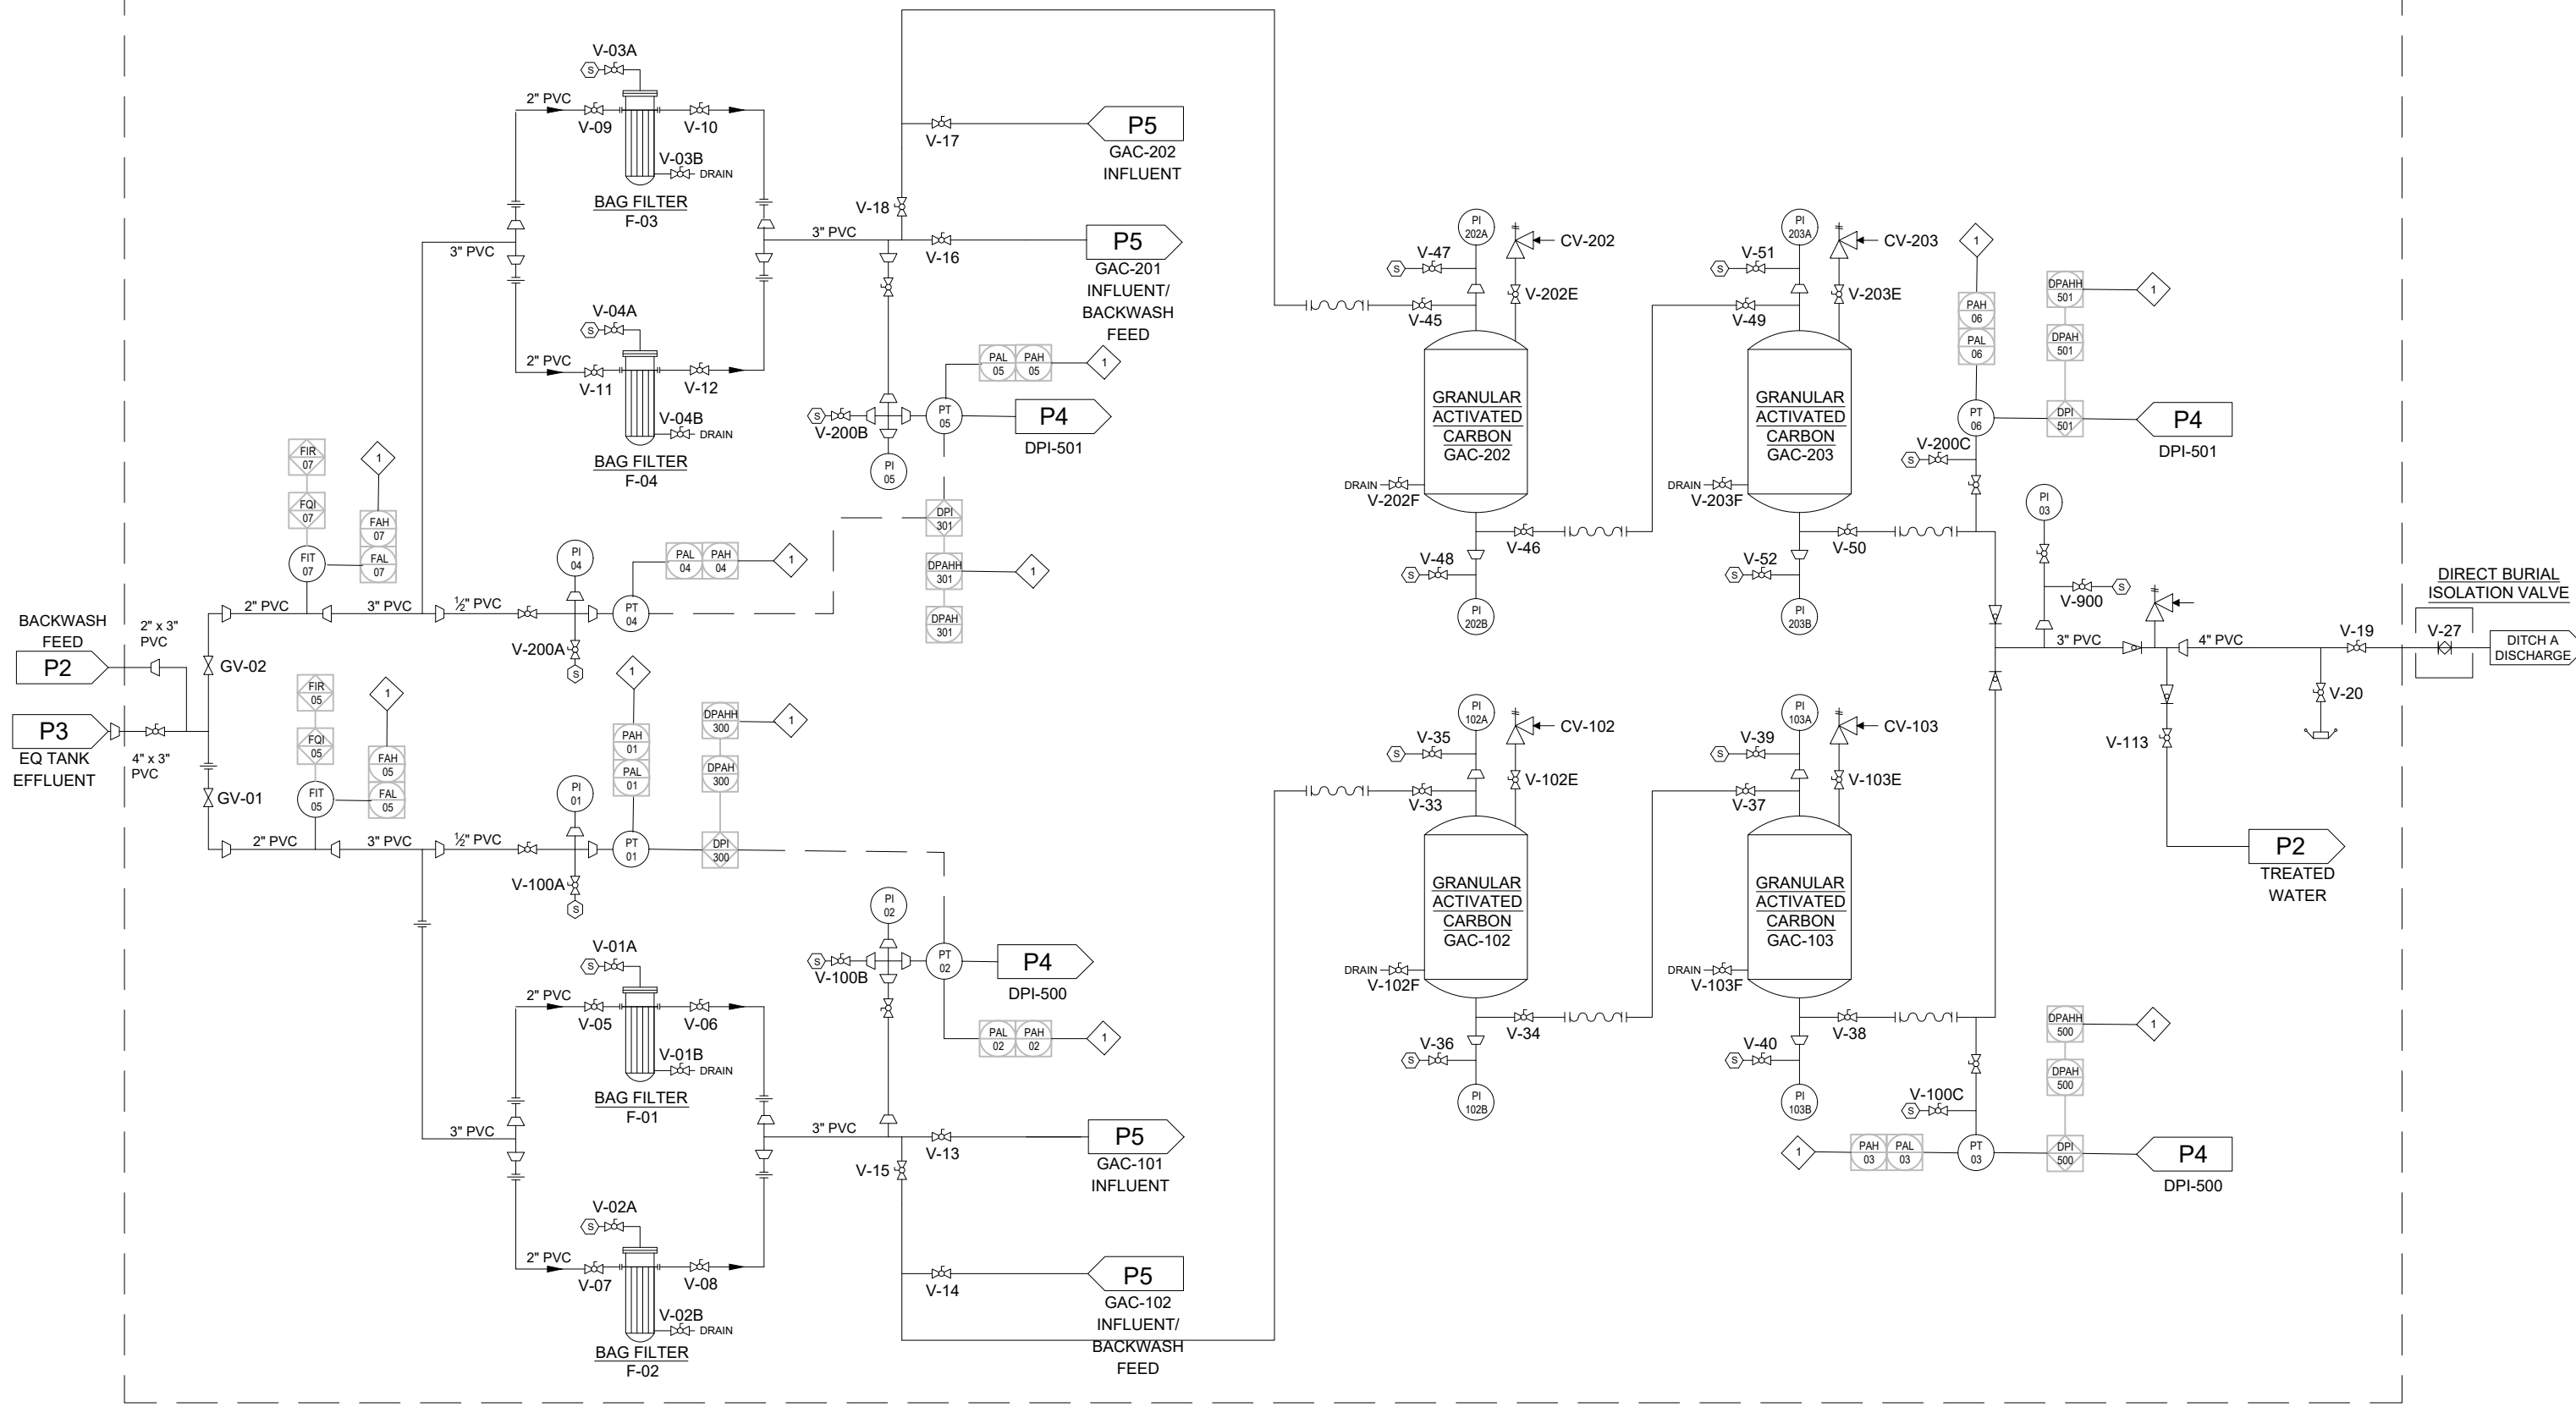 V-03A
S
2" PVC
V-09
V-10
V-03B
DRAIN
BAG FILTER
F-03
3" PVC
V-04A
S
2" PVC
V-11
V-12
V-04B
DRAIN
BAG FILTER
F-04
3" PVC
V-18
V-17
P5
GAC-202
INFLUENT
V-16
P5
GAC-201
INFLUENT/
BACKWASH
FEED
PAL
05
PAH
05
1
S
V-200B
PT
05
P4
DPI-501
PI
05
DPI
301
DPAHH
301
1
DPAH
301
FIR
07
FQI
07
FIT
07
1
FAH
07
FAL
07
2" PVC
3" PVC
½" PVC
PI
04
PT
04
PAL
04
PAH
04
1
V-200A
S
BACKWASH
FEED
P2
2" x 3"
PVC
GV-02
P3
EQ TANK
EFFLUENT
4" x 3"
PVC
GV-01
FIR
05
FQI
05
FIT
05
1
FAH
05
FAL
05
2" PVC
3" PVC
½" PVC
PI
01
V-100A
S
1
PAH
01
PAL
01
PT
01
DPAHH
300
1
DPAH
300
DPI
300
PI
02
S
V-100B
PT
02
P4
DPI-500
PAL
02
PAH
02
1
V-01A
S
2" PVC
V-05
V-06
V-01B
DRAIN
BAG FILTER
F-01
3" PVC
3" PVC
V-02A
S
2" PVC
V-07
V-08
V-02B
DRAIN
BAG FILTER
F-02
V-13
P5
GAC-101
INFLUENT
V-15
V-14
P5
GAC-102
INFLUENT/
BACKWASH
FEED
PI
202A
V-47
S
CV-202
V-202E
V-45
GRANULAR
ACTIVATED
CARBON
GAC-202
DRAIN
V-202F
V-46
V-48
S
PI
202B
PI
203A
V-51
S
CV-203
V-203E
V-49
GRANULAR
ACTIVATED
CARBON
GAC-203
DRAIN
V-203F
V-50
V-52
S
PI
203B
1
PAH
06
PAL
06
PT
06
DPAHH
501
1
DPAH
501
DPI
501
P4
DPI-501
V-200C
S
PI
03
V-900
S
3" PVC
4" PVC
V-19
V-20
DIRECT BURIAL
ISOLATION VALVE
V-27
DITCH A
DISCHARGE
V-113
P2
TREATED
WATER
PI
102A
V-35
S
CV-102
V-102E
V-33
GRANULAR
ACTIVATED
CARBON
GAC-102
DRAIN
V-102F
V-34
V-36
S
PI
102B
PI
103A
V-39
S
CV-103
V-103E
V-37
GRANULAR
ACTIVATED
CARBON
GAC-103
DRAIN
V-103F
V-38
V-40
S
PI
103B
V-100C
S
1
PAH
03
PAL
03
PT
03
DPAHH
500
1
DPAH
500
DPI
500
P4
DPI-500